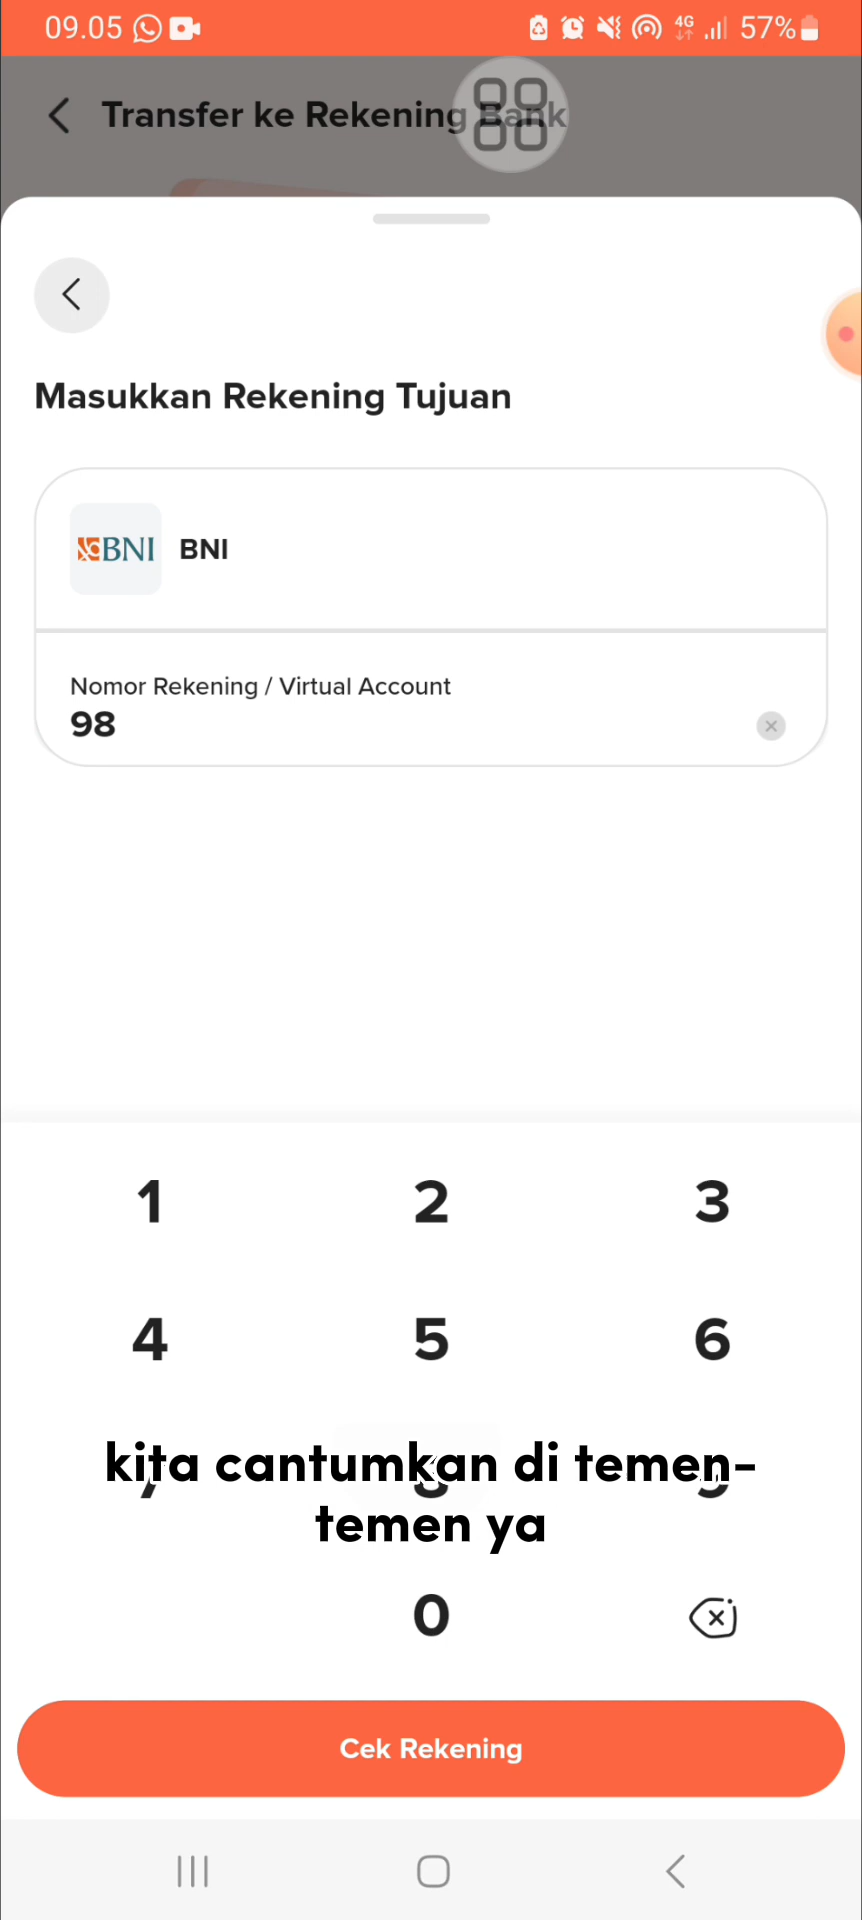 09.05
4G
57%
Transfer ke Rekening Bank
Masukkan Rekening Tujuan
BNI
BNI
Nomor Rekening / Virtual Account
98
1 2 3
4 5 6
kita cantumkan di temen-
temen ya
0
Cek Rekening